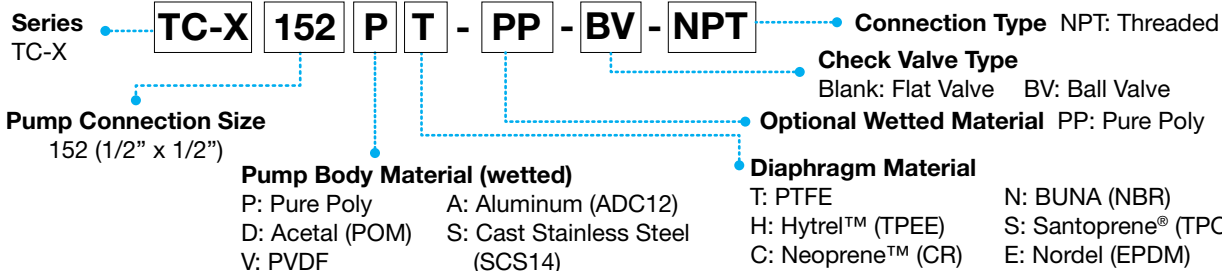 Series
TC-X
TC-X 152 P T - PP - BV - NPT
Connection Type NPT: Threaded
Check Valve Type
Blank: Flat Valve BV: Ball Valve
Pump Connection Size
152 (1/2” x 1/2”)
Optional Wetted Material PP: Pure Poly
Pump Body Material (wetted)
P: Pure Poly A: Aluminum (ADC12)
D: Acetal (POM) S: Cast Stainless Steel
V: PVDF (SCS14)
Diaphragm Material
T: PTFE N: BUNA (NBR)
H: Hytrel™ (TPEE) S: Santoprene® (TPO
C: Neoprene™ (CR) E: Nordel (EPDM)